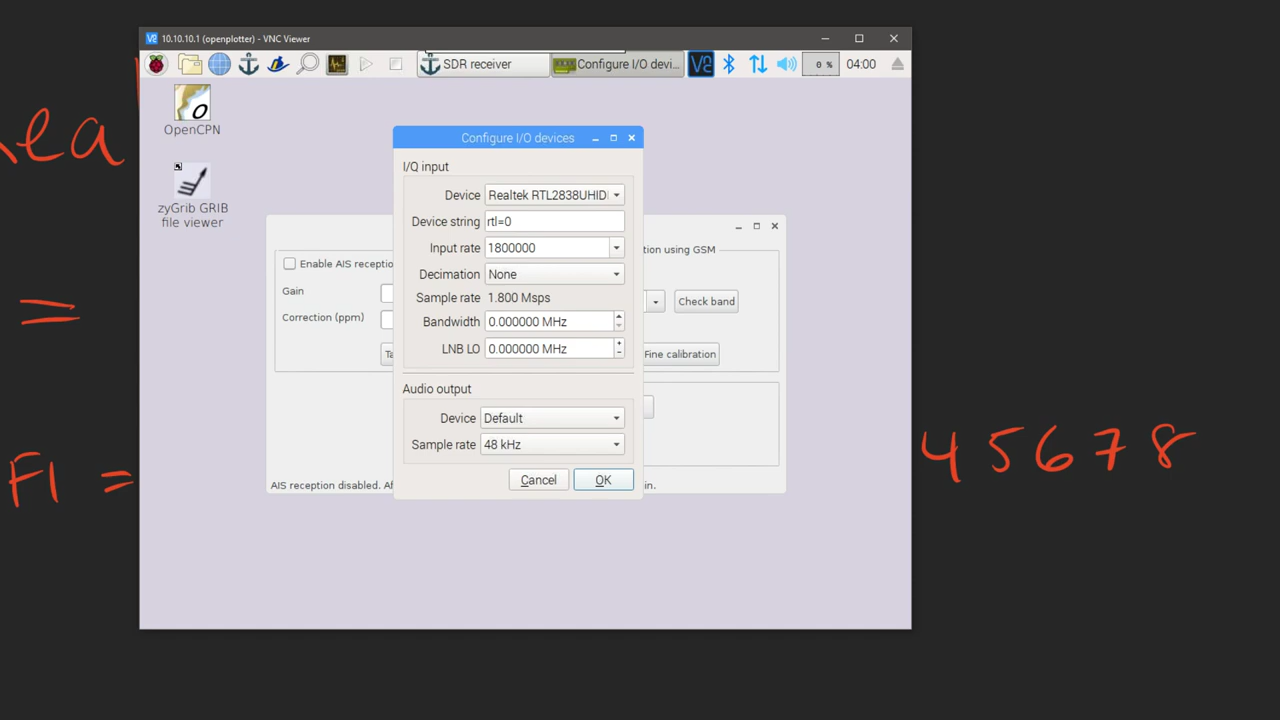 10.10.10.1 (openplotter) - VNC Viewer
SDR receiver
Configure I/O devi...
0 %
04:00
OpenCPN
zyGrib GRIB
file viewer
Configure I/O devices
I/Q input
Device Realtek RTL2838UHID
Device string rtl=0
Input rate 1800000
Decimation None
Sample rate 1.800 Msps
Bandwidth 0.000000 MHz
LNB LO 0.000000 MHz
Audio output
Device Default
Sample rate 48 kHz
Cancel OK
Enable AIS receptio
Gain
Correction (ppm)
Ta
tion using GSM
Check band
Fine calibration
AIS reception disabled. Af
in.
ea
=
FI =
45678